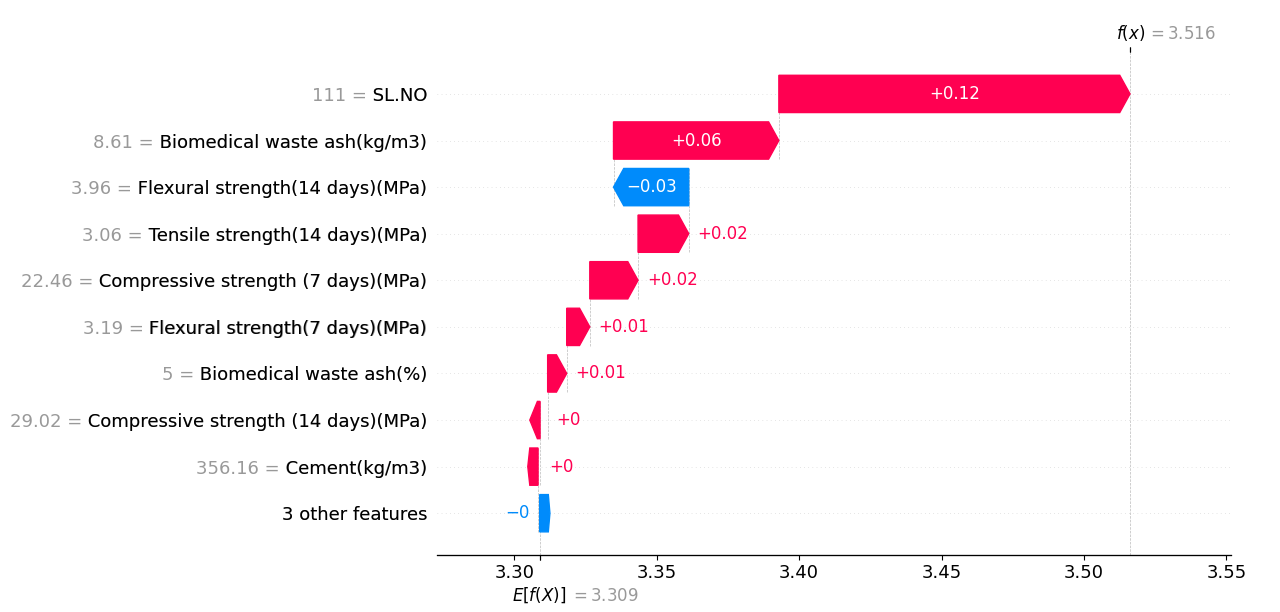 f(x) = 3.516
111 = SL.NO
+0.12
8.61 = Biomedical waste ash(kg/m3)
+0.06
3.96 = Flexural strength(14 days)(MPa)
−0.03
3.06 = Tensile strength(14 days)(MPa)
+0.02
22.46 = Compressive strength (7 days)(MPa)
+0.02
3.19 = Flexural strength(7 days)(MPa)
+0.01
5 = Biomedical waste ash(%)
+0.01
29.02 = Compressive strength (14 days)(MPa)
+0
356.16 = Cement(kg/m3)
+0
3 other features
−0
3.30 3.35 3.40 3.45 3.50 3.55
E[f(X)] = 3.309